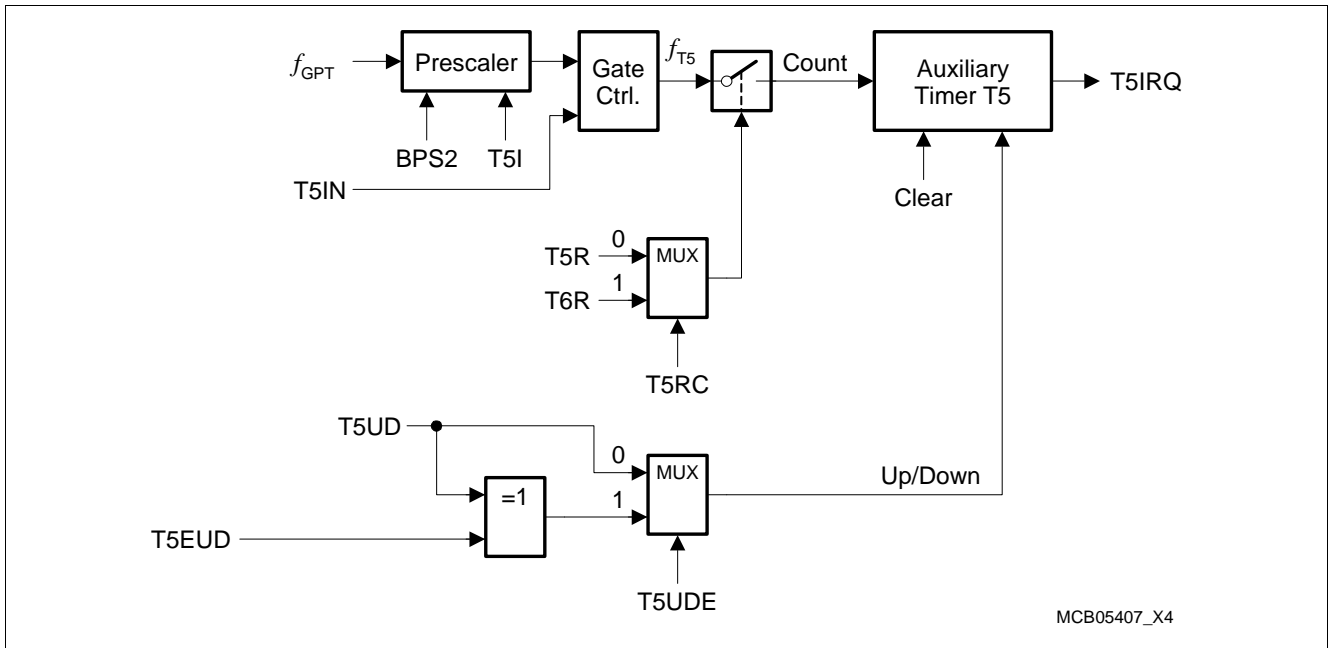 fGPT
Prescaler
BPS2
T5I
T5IN
Gate
Ctrl.
fT5
Count
Auxiliary
Timer T5
T5IRQ
Clear
T5R
0
T6R
1
MUX
T5RC
T5UD
T5EUD
=1
0
1
MUX
T5UDE
Up/Down
MCB05407_X4